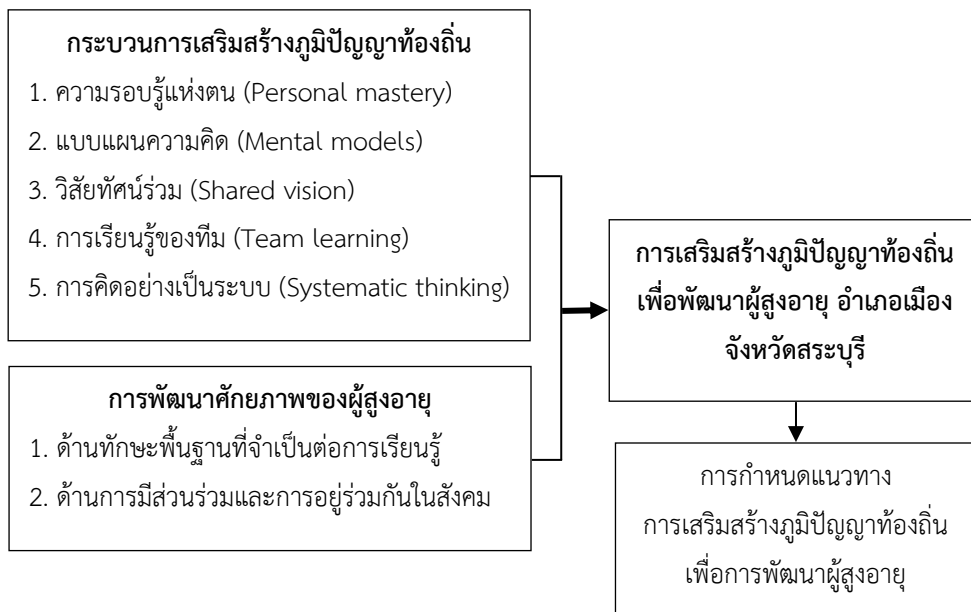 กระบวนการเสริมสร้างภูมิปัญญาท้องถิ่น
1. ความรอบรู้แห่งตน (Personal mastery)
2. แบบแผนความคิด (Mental models)
3. วิสัยทัศน์ร่วม (Shared vision)
4. การเรียนรู้ของทีม (Team learning)
5. การคิดอย่างเป็นระบบ (Systematic thinking)
การพัฒนาศักยภาพของผู้สูงอายุ
1. ด้านทักษะพื้นฐานที่จำเป็นต่อการเรียนรู้
2. ด้านการมีส่วนร่วมและการอยู่ร่วมกันในสังคม
การเสริมสร้างภูมิปัญญาท้องถิ่น
เพื่อพัฒนาผู้สูงอายุ อำเภอเมือง
จังหวัดสระบุรี
การกำหนดแนวทาง
การเสริมสร้างภูมิปัญญาท้องถิ่น
เพื่อการพัฒนาผู้สูงอายุ